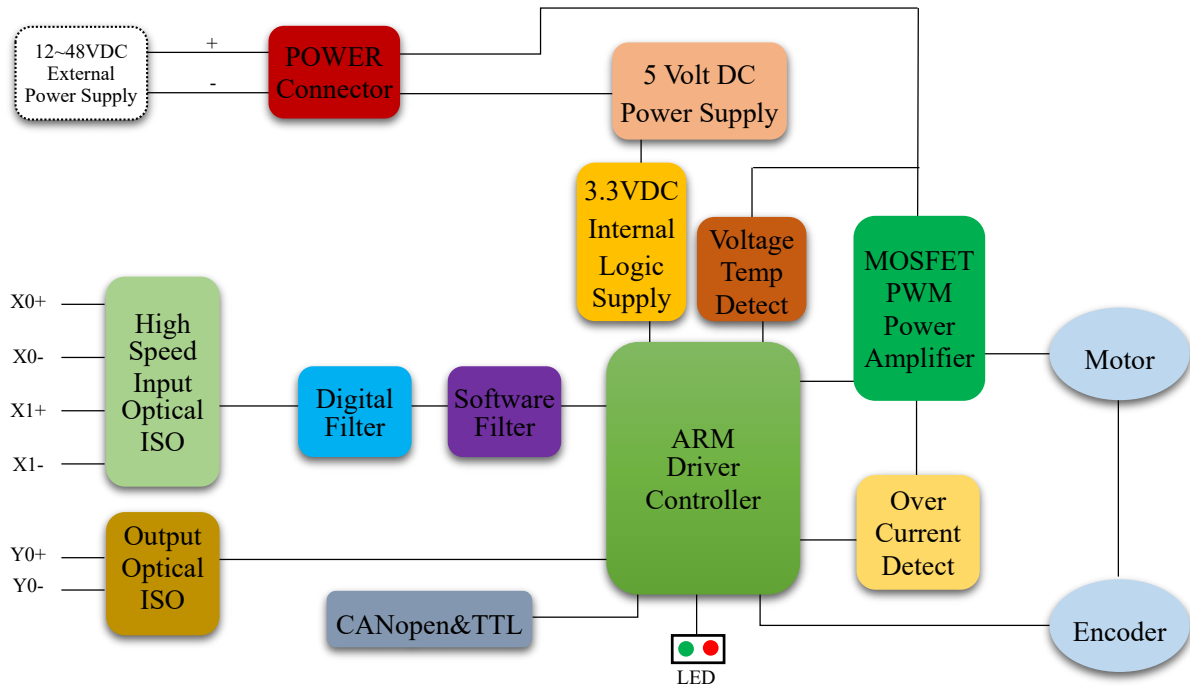 12~48VDC
External
Power Supply
+
-
POWER
Connector
5 Volt DC
Power Supply
3.3VDC
Internal
Logic
Supply
Voltage
Temp
Detect
MOSFET
PWM
Power
Amplifier
Motor
X0+
X0-
X1+
X1-
High
Speed
Input
Optical
ISO
Digital
Filter
Software
Filter
ARM
Driver
Controller
Over
Current
Detect
Y0+
Y0-
Output
Optical
ISO
CANopen&TTL
LED
Encoder